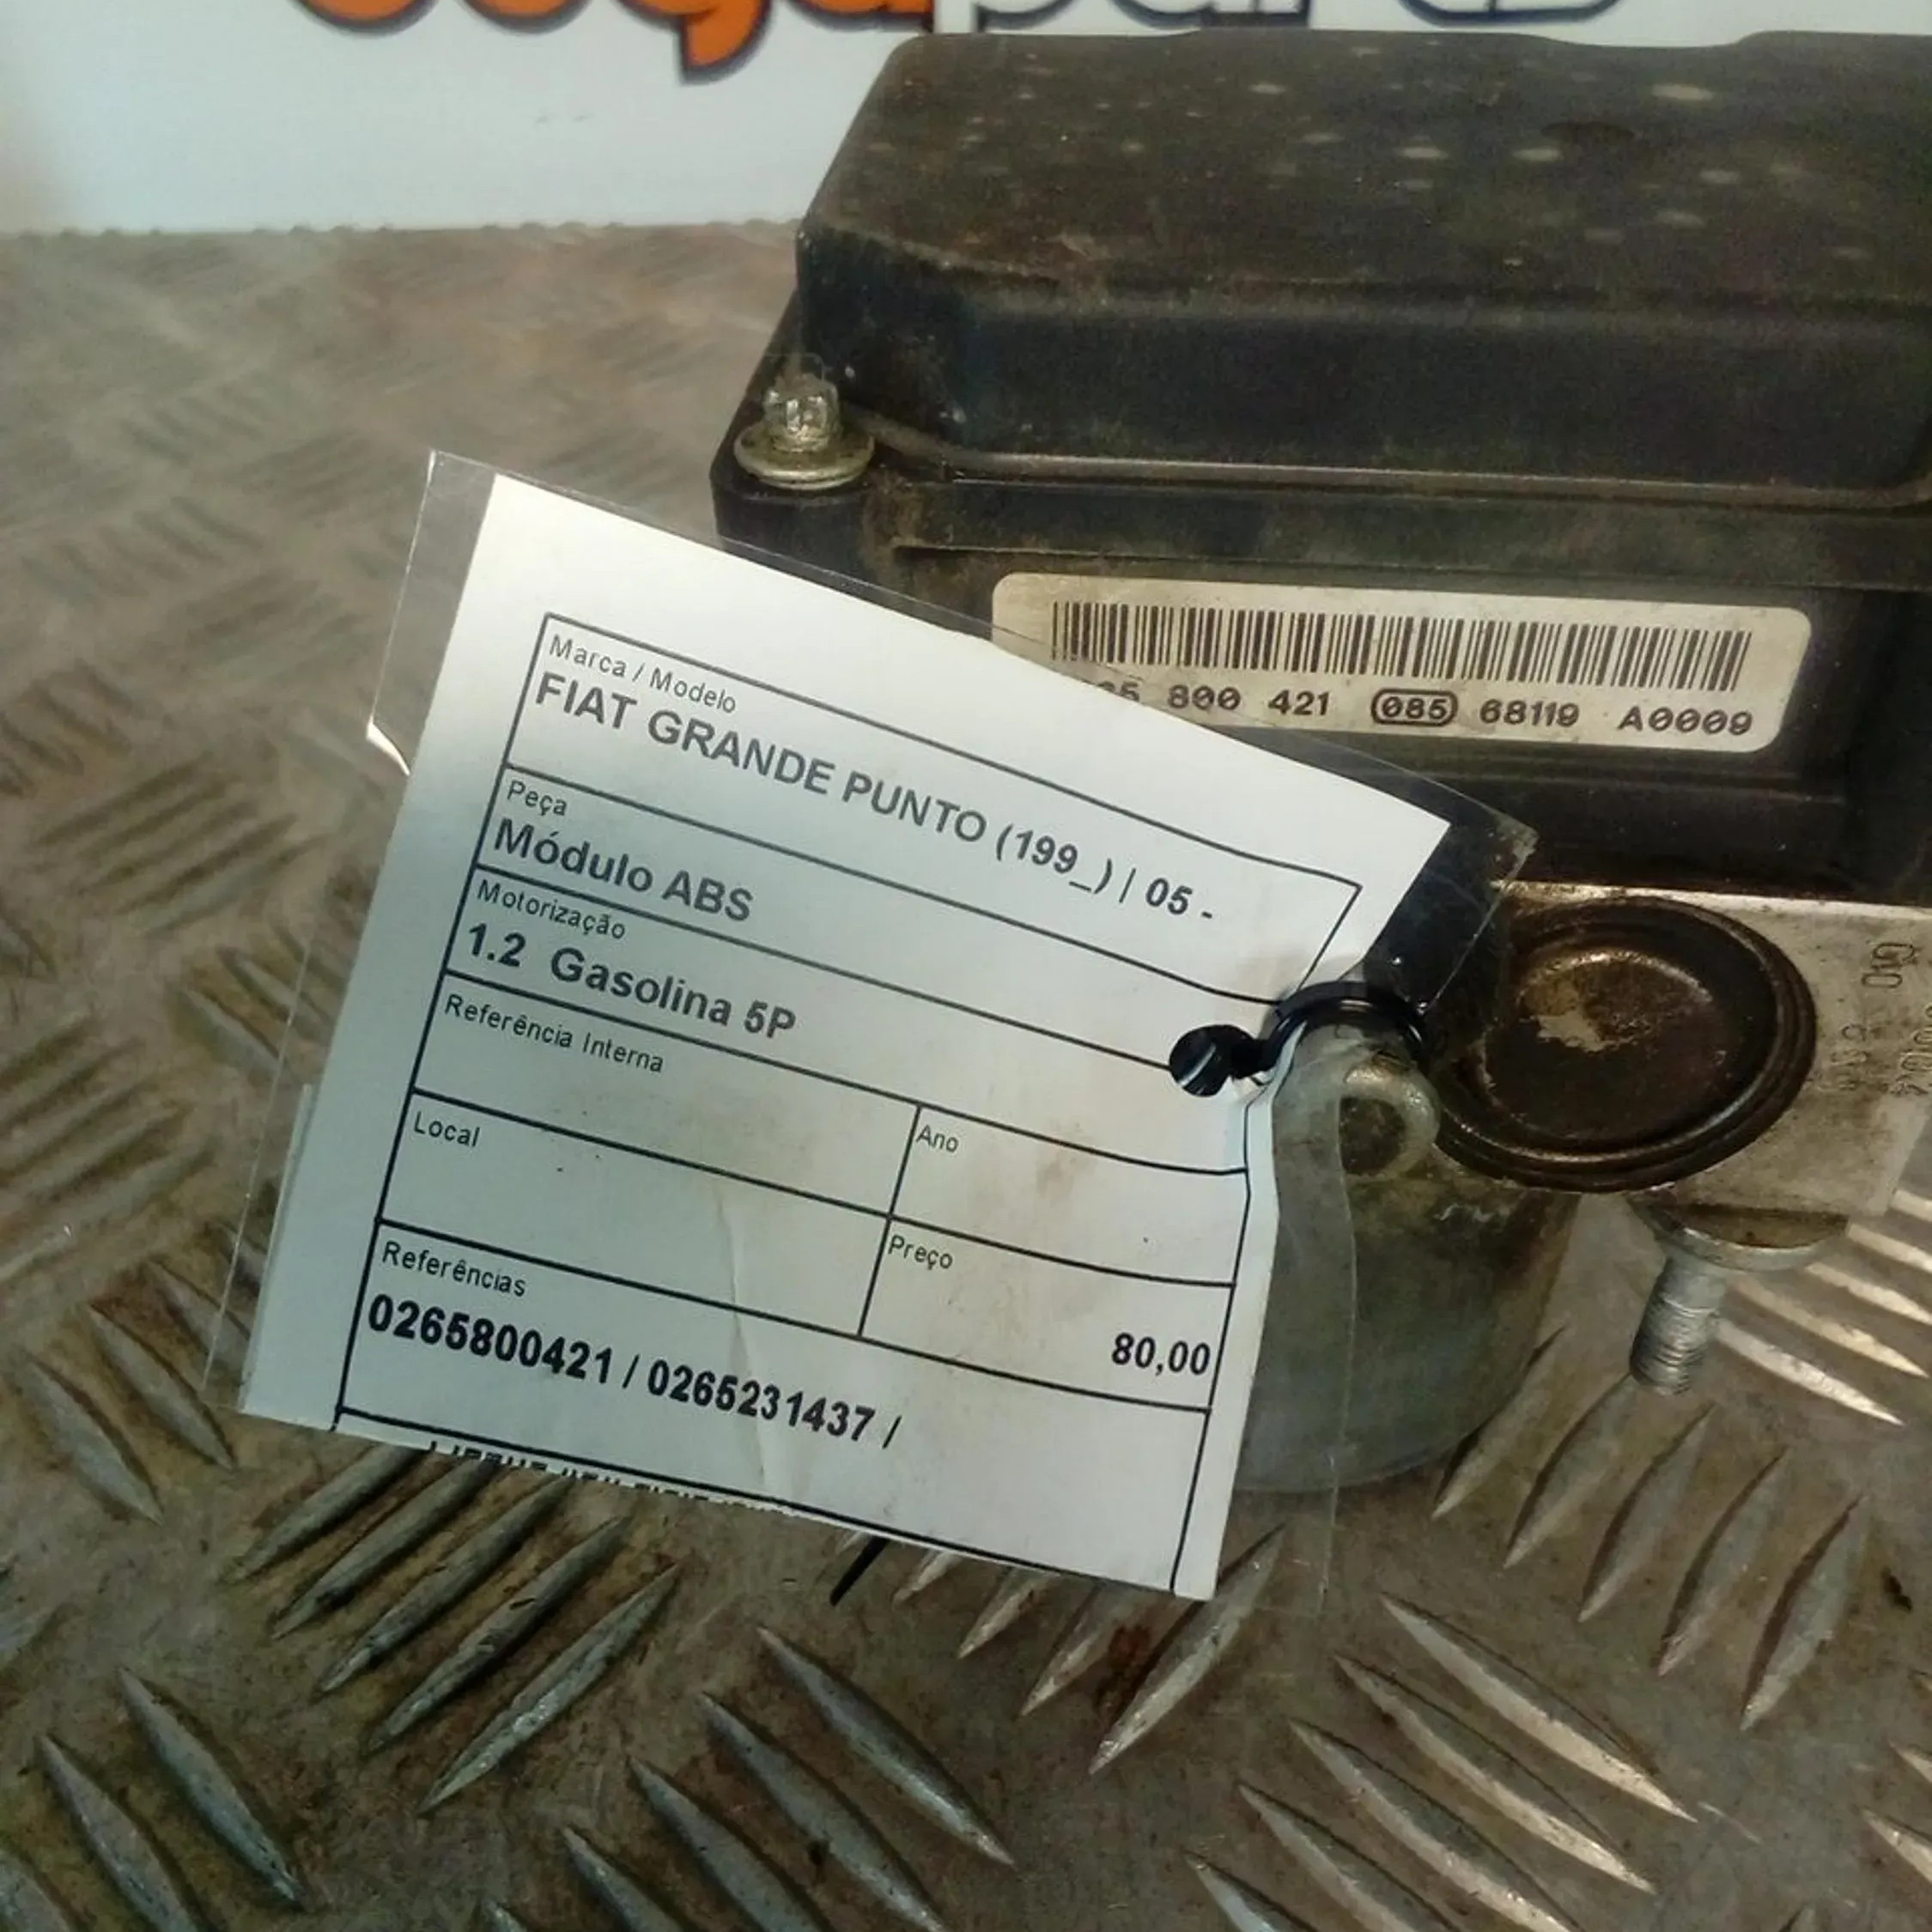 800 421 085 68119 A0009
Marca / Modelo
FIAT GRANDE PUNTO (199_) | 05 -
Peça
Módulo ABS
Motorização
1.2 Gasolina 5P
Referência Interna
Local
Ano
Preço
80,00
Referências
0265800421 / 0265231437 /